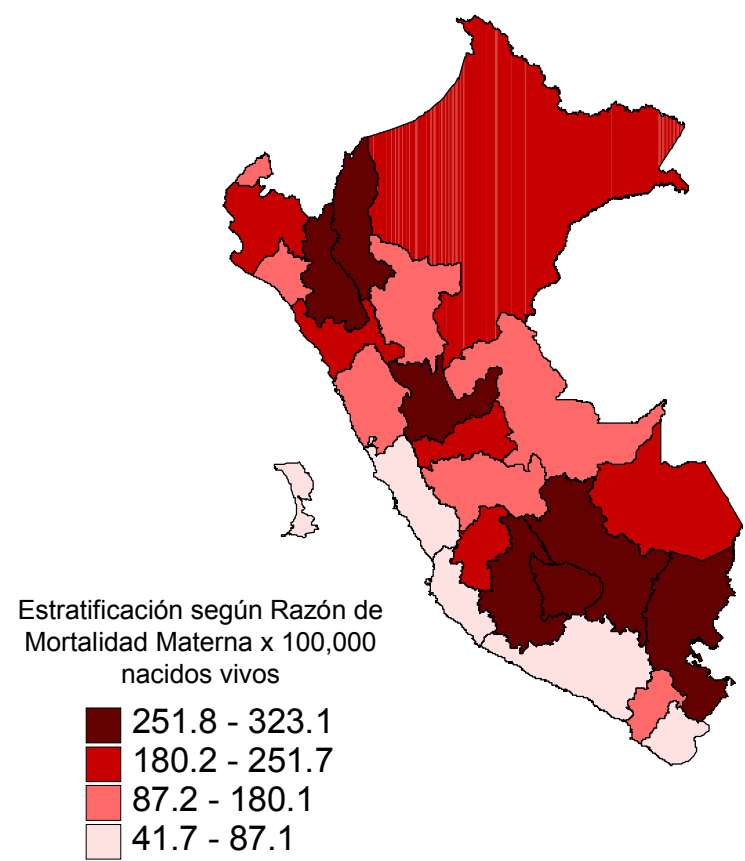 Estratificación según Razón de
Mortalidad Materna x 100,000
nacidos vivos
251.8 - 323.1
180.2 - 251.7
87.2 - 180.1
41.7 - 87.1